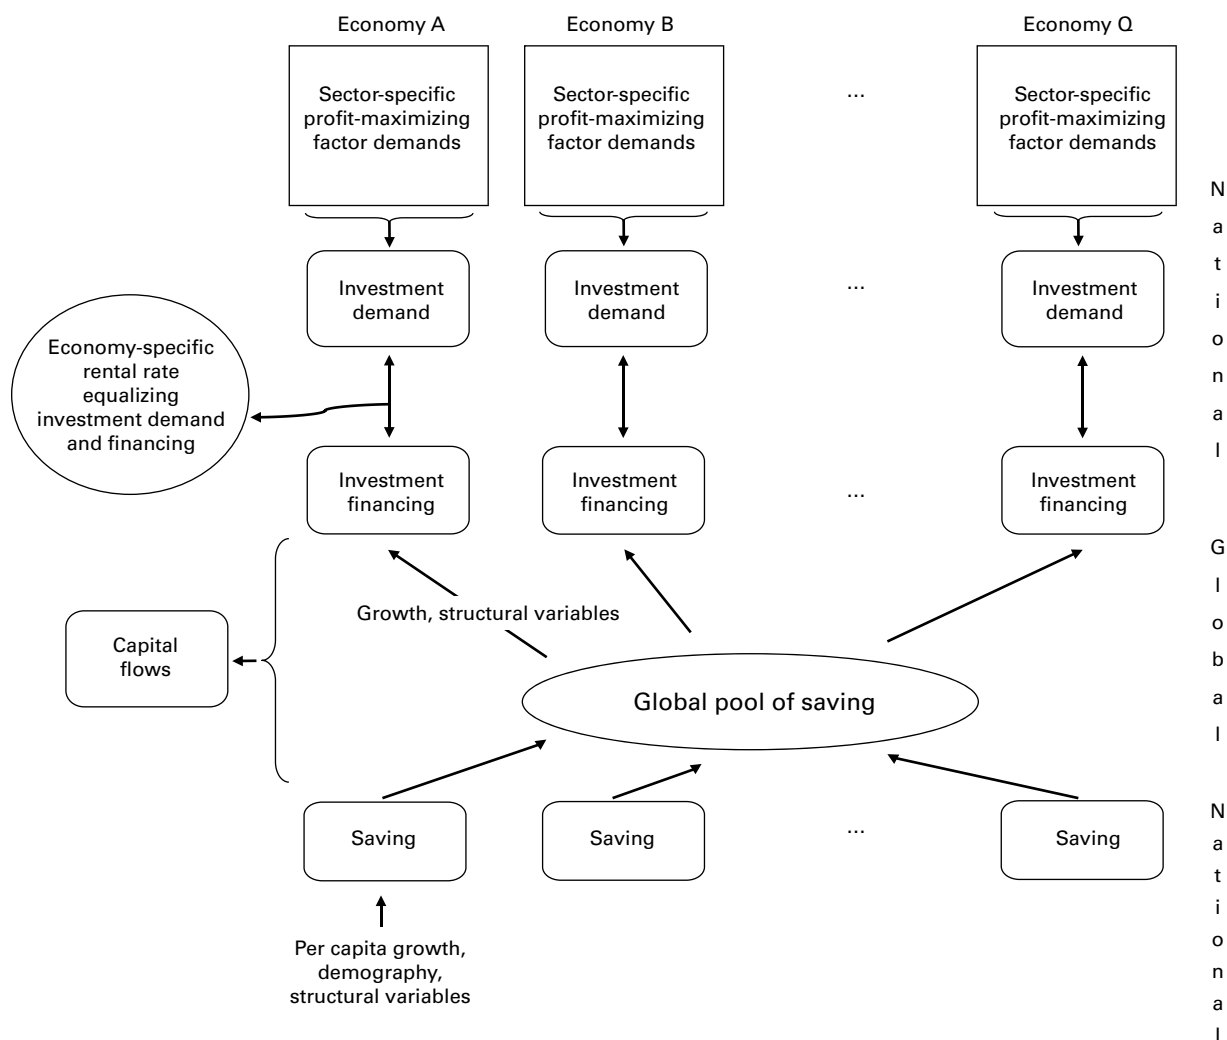 Economy A
Economy B
Economy Q
Sector-specific
profit-maximizing
factor demands
Sector-specific
profit-maximizing
factor demands
...
Sector-specific
profit-maximizing
factor demands
Investment
demand
Investment
demand
...
Investment
demand
Economy-specific
rental rate
equalizing
investment demand
and financing
Investment
financing
Investment
financing
...
Investment
financing
Growth, structural variables
Capital
flows
Global pool of saving
Saving
Saving
...
Saving
Per capita growth,
demography,
structural variables
National
Global
National